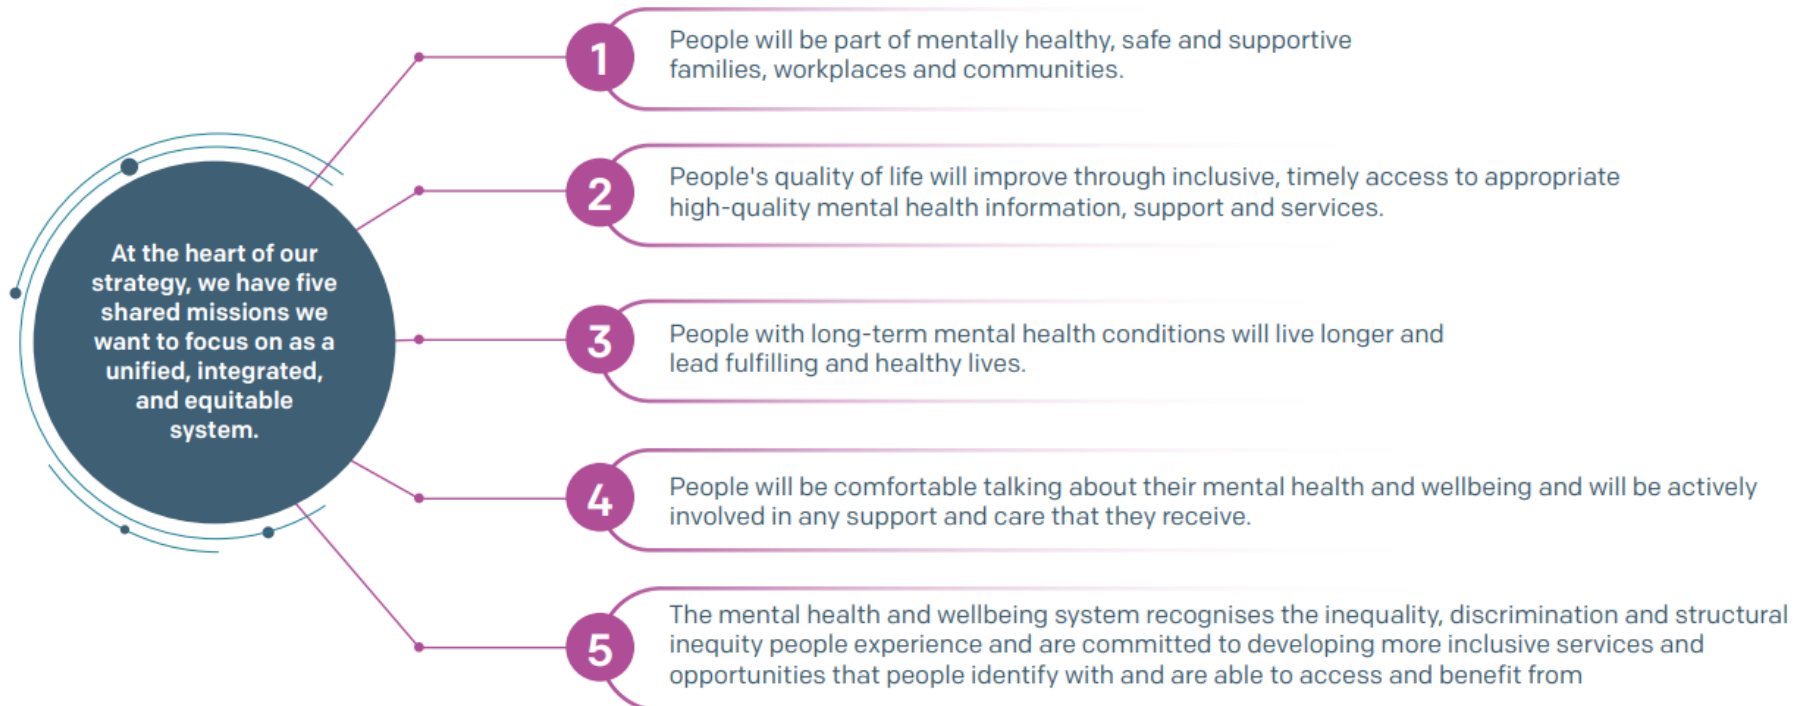 At the heart of our
strategy, we have five
shared missions we
want to focus on as a
unified, integrated,
and equitable
system.
1
People will be part of mentally healthy, safe and supportive
families, workplaces and communities.
2
People's quality of life will improve through inclusive, timely access to appropriate
high-quality mental health information, support and services.
3
People with long-term mental health conditions will live longer and
lead fulfilling and healthy lives.
4
People will be comfortable talking about their mental health and wellbeing and will be actively
involved in any support and care that they receive.
5
The mental health and wellbeing system recognises the inequality, discrimination and structural
inequity people experience and are committed to developing more inclusive services and
opportunities that people identify with and are able to access and benefit from